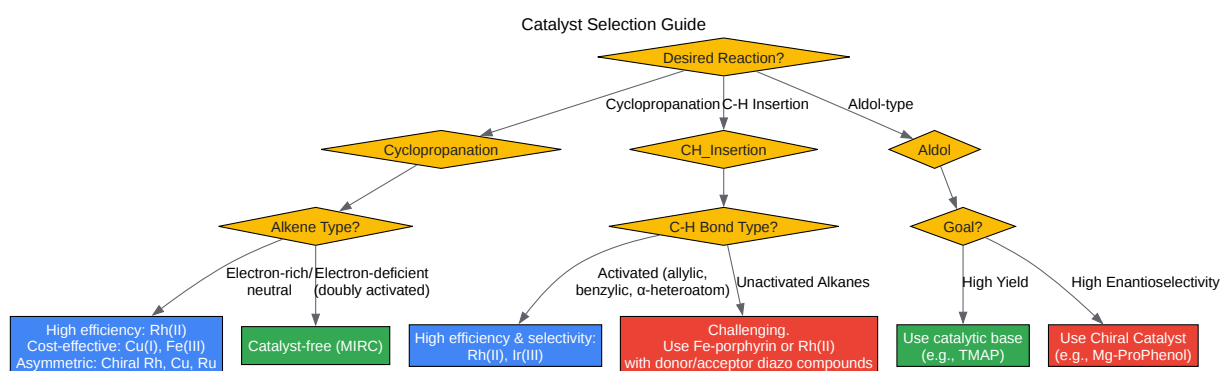 Catalyst Selection Guide
Desired Reaction?
Cyclopropanation
C-H Insertion
Aldol-type
Cyclopropanation
CH_Insertion
Aldol
Alkene Type?
C-H Bond Type?
Goal?
Electron-rich/
neutral
Electron-deficient
(doubly activated)
Activated (allylic,
benzylic, α-heteroatom)
Unactivated Alkanes
High Yield
High Enantioselectivity
High efficiency: Rh(II)
Cost-effective: Cu(I), Fe(III)
Asymmetric: Chiral Rh, Cu, Ru
Catalyst-free (MIRC)
High efficiency & selectivity:
Rh(II), Ir(III)
Challenging.
Use Fe-porphyrin or Rh(II)
with donor/acceptor diazo compounds
Use catalytic base
(e.g., TMAP)
Use Chiral Catalyst
(e.g., Mg-ProPhenol)